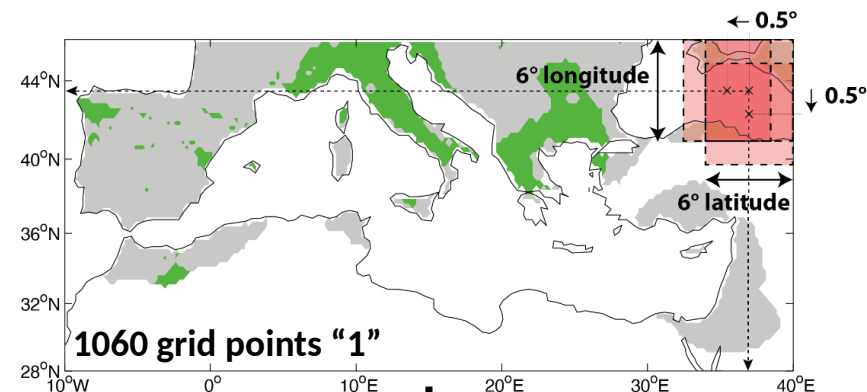 ← 0.5°
44°N
6° longitude
↓ 0.5°
40°N
6° latitude
36°N
32°N
1060 grid points “1”
28°N
10°W
0°
10°E
20°E
30°E
40°E